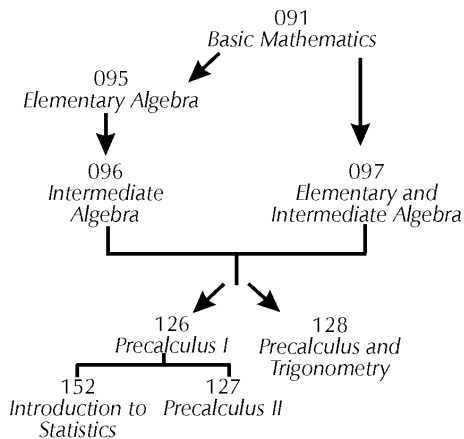 091
Basic Mathematics
095
Elementary Algebra
096
Intermediate
Algebra
097
Elementary and
Intermediate Algebra
126
Precalculus I
128
Precalculus and
Trigonometry
152
Introduction to
Statistics
127
Precalculus II